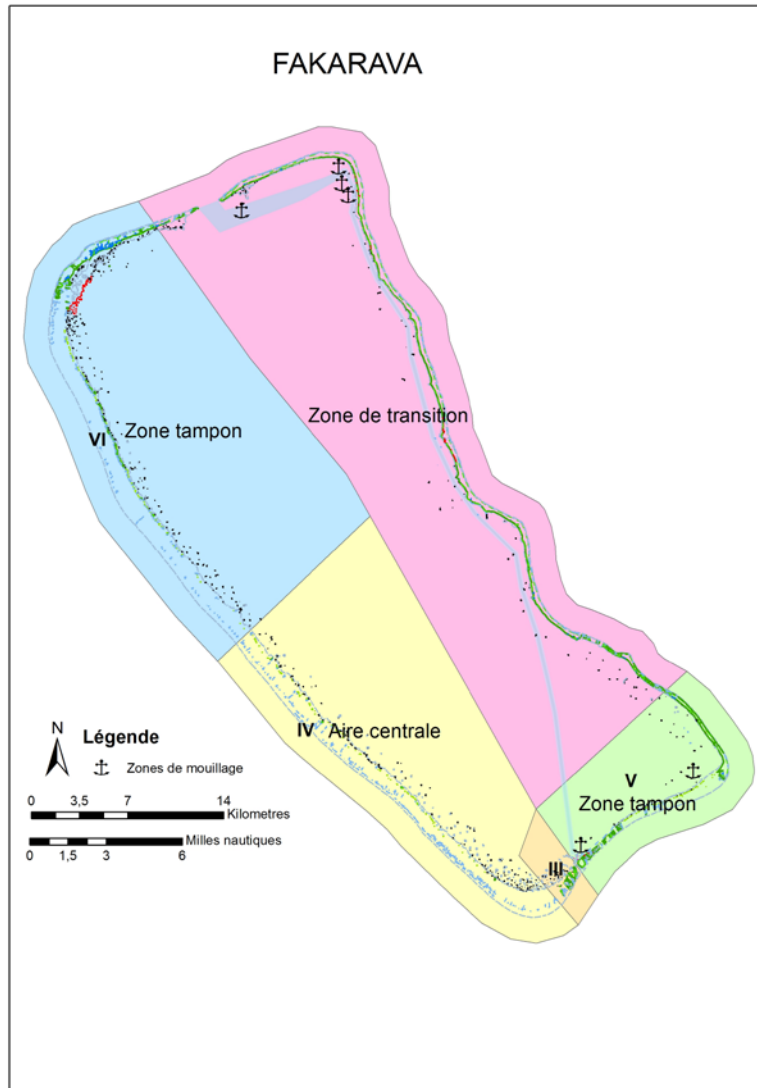 FAKARAVA
Zone de transition
VI Zone tampon
IV Aire centrale
V
Zone tampon
III
N
Légende
Zones de mouillage
0 3,5 7 14
Kilometres
Milles nautiques
0 1,5 3 6